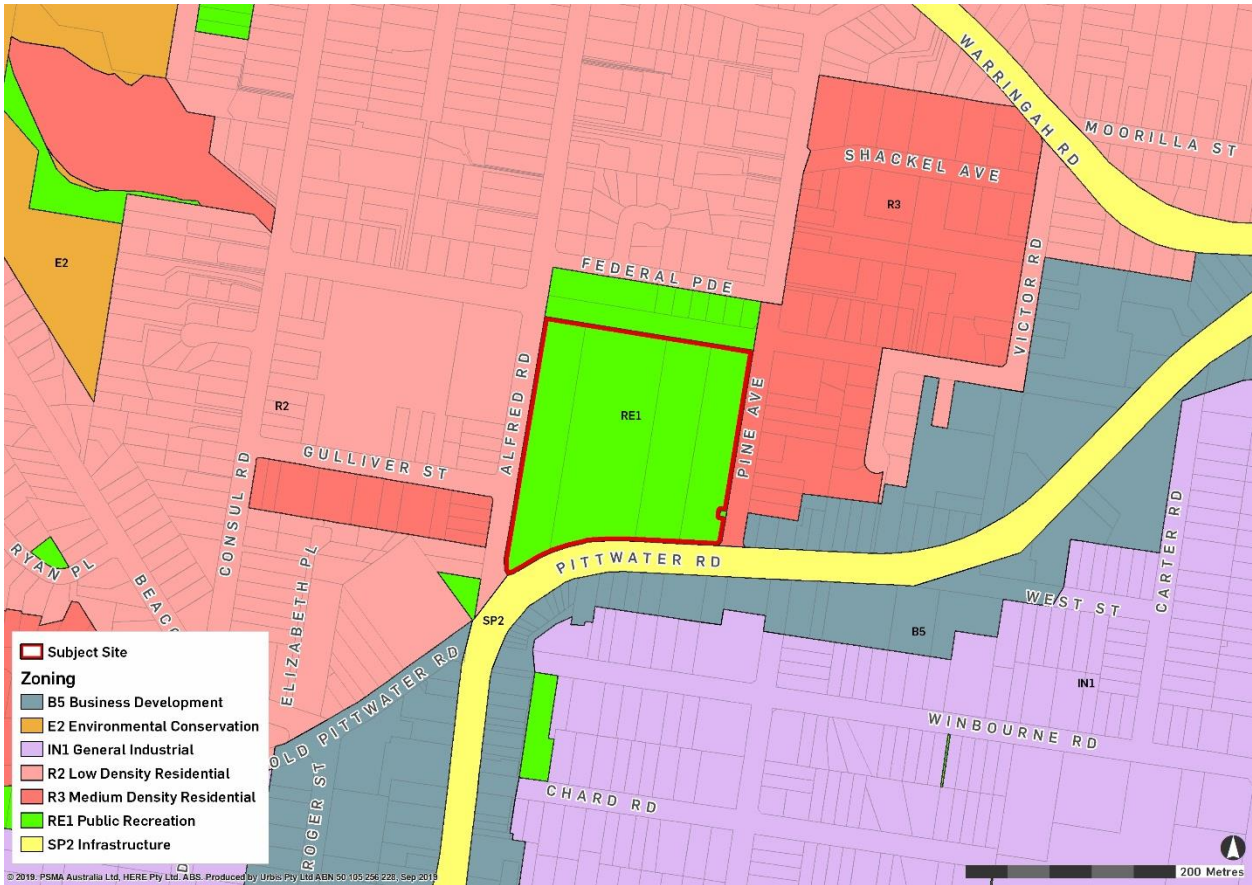 WARRINGAH RD
MOORILLA ST
SHACKEL AVE
R3
E2
FEDERAL PDE
VICTOR RD
ALFRED RD
RE1
PINE AVE
R2
GULLIVER ST
CONSUL RD
CARTER RD
RYAN PL
PITTWATER RD
ELIZABETH PL
WEST ST
SP2
B5
IN1
OLD PITTWATER RD
WINBOURNE RD
ROGER ST
CHARD RD
Subject Site
Zoning
B5 Business Development
E2 Environmental Conservation
IN1 General Industrial
R2 Low Density Residential
R3 Medium Density Residential
RE1 Public Recreation
SP2 Infrastructure
200 Metres
© 2019. PSMA Australia Ltd, HERE Pty Ltd. ABS. Produced by Urbis Pty Ltd ABN 50 105 256 228, Sep 2019